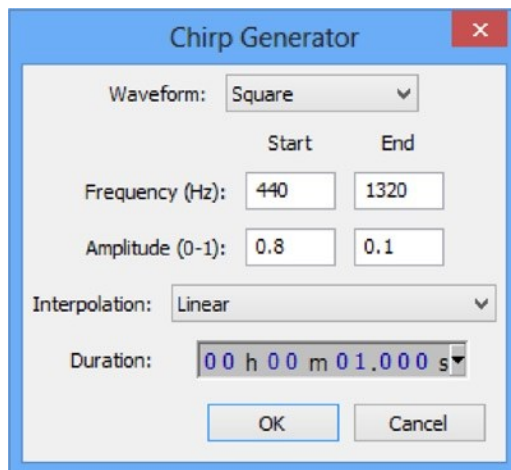 Chirp Generator
Waveform: Square
Start End
Frequency (Hz): 440 1320
Amplitude (0-1): 0.8 0.1
Interpolation: Linear
Duration: 00 h 00 m 01.000 s
OK Cancel